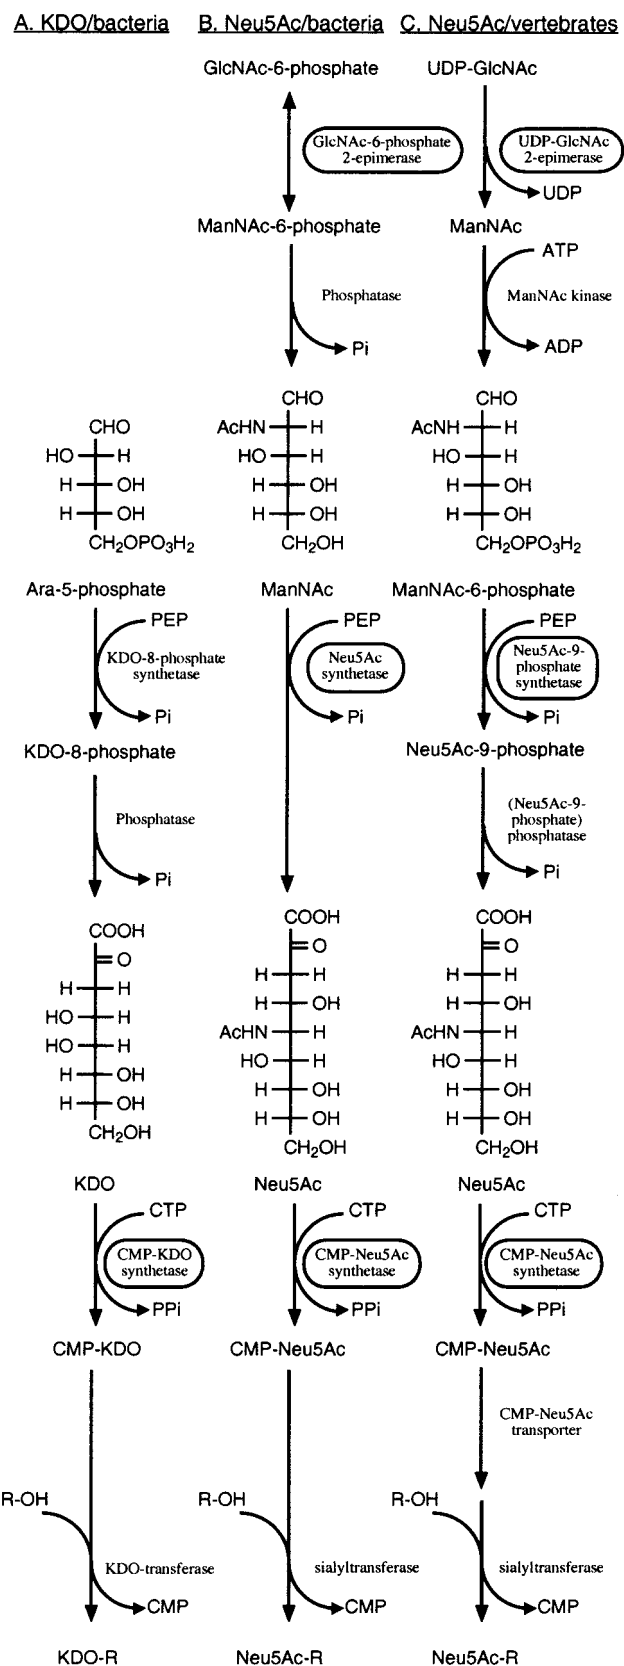 A. KDO/bacteria B. Neu5Ac/bacteria C. Neu5Ac/vertebrates
GlcNAc-6-phosphate UDP-GlcNAc
GlcNAc-6-phosphate UDP-GlcNAc
2-epimerase 2-epimerase
UDP
ManNAc-6-phosphate ManNAc
ATP
Phosphatase ManNAc kinase
Pi ADP
CHO CHO
CHO AcHN H AcNH H
HO H HO H HO H
H OH H OH H OH
H OH H OH H OH
CH2OPO3H2 CH2OH CH2OPO3H2
Ara-5-phosphate ManNAc ManNAc-6-phosphate
PEP PEP PEP
KDO-8-phosphate Neu5Ac Neu5Ac-9-
synthetase synthetase phosphate
synthetase
Pi Pi Pi
KDO-8-phosphate Neu5Ac-9-phosphate
Phosphatase (Neu5Ac-9-
phosphate)
phosphatase
Pi Pi
COOH COOH COOH
O O O
H H H H H H
HO H H OH H OH
HO H AcHN H AcHN H
H OH HO H HO H
H OH H OH H OH
CH2OH H OH H OH
CH2OH CH2OH
KDO Neu5Ac Neu5Ac
CTP CTP CTP
CMP-KDO CMP-Neu5Ac CMP-Neu5Ac
synthetase synthetase synthetase
PPi PPi PPi
CMP-KDO CMP-Neu5Ac CMP-Neu5Ac
CMP-Neu5Ac
transporter
R-OH R-OH R-OH
KDO-transferase sialyltransferase sialyltransferase
CMP CMP CMP
KDO-R Neu5Ac-R Neu5Ac-R